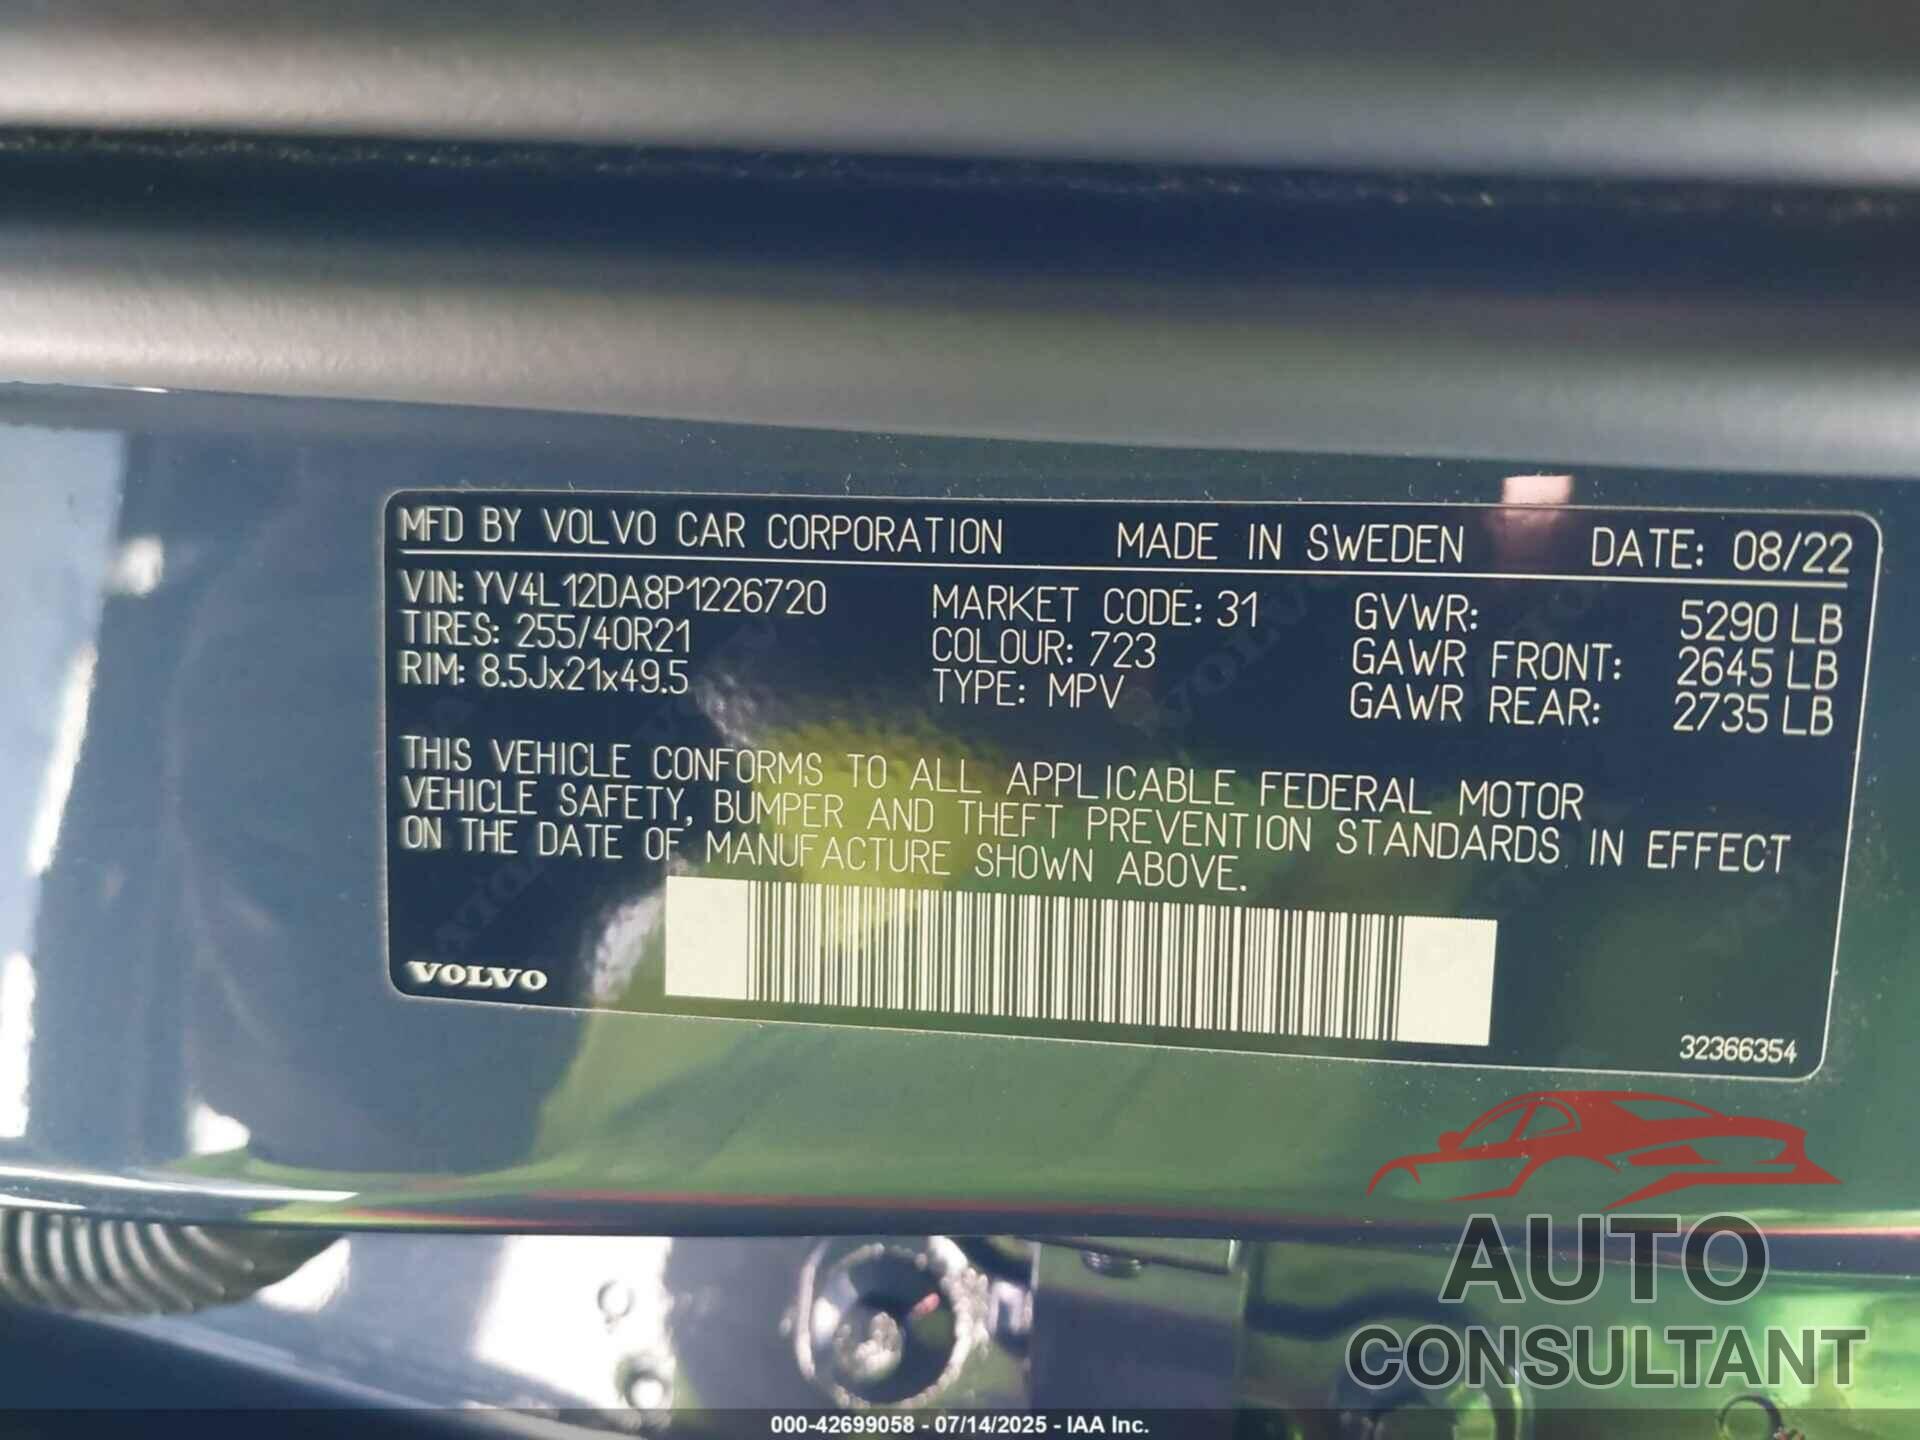 MFD BY VOLVO CAR CORPORATION MADE IN SWEDEN DATE: 08/22
VIN: YV4L12DA8P1226720 MARKET CODE: 31 GVWR: 5290 LB
TIRES: 255/40R21 COLOUR: 723 GAWR FRONT: 2645 LB
RIM: 8.5Jx21x49.5 TYPE: MPV GAWR REAR: 2735 LB
THIS VEHICLE CONFORMS TO ALL APPLICABLE FEDERAL MOTOR
VEHICLE SAFETY, BUMPER AND THEFT PREVENTION STANDARDS IN EFFECT
ON THE DATE OF MANUFACTURE SHOWN ABOVE.
VOLVO
32366354
AUTO
CONSULTANT
000-42699058 - 07/14/2025 - IAA Inc.